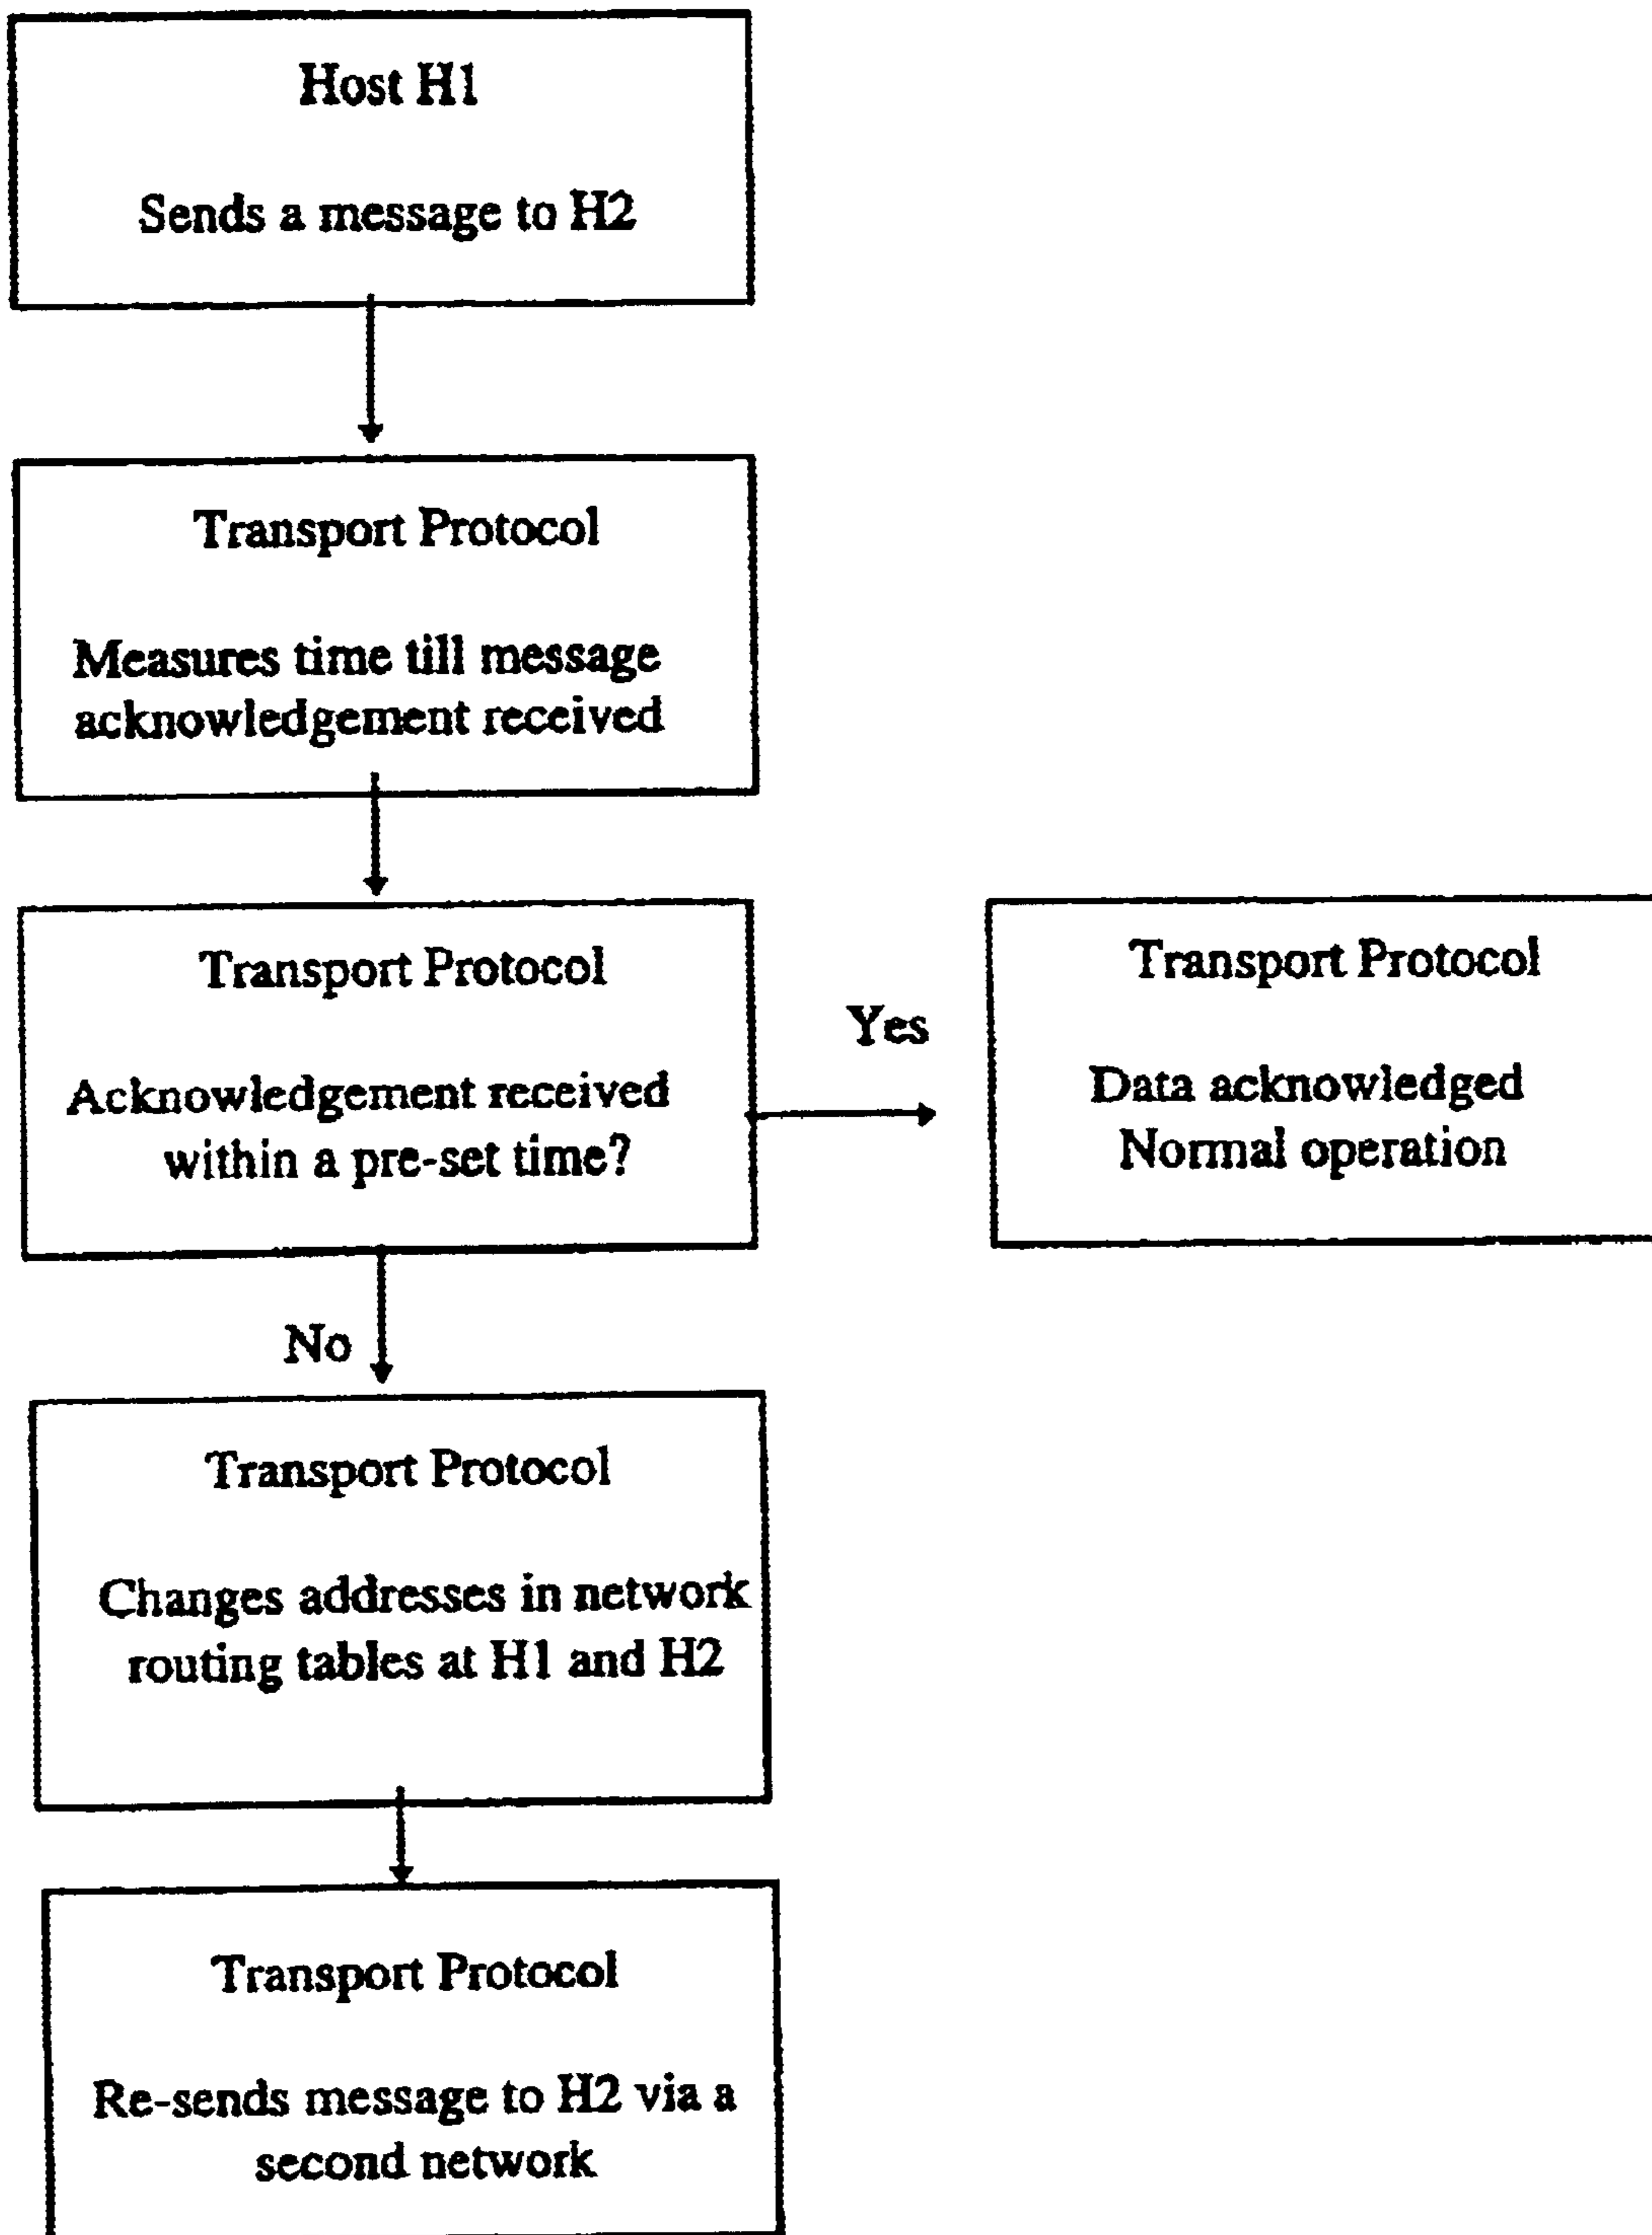 Host H1
Sends a message to H2
Transport Protocol
Measures time till message
acknowledgement received
Transport Protocol
Acknowledgement received
within a pre-set time?
Yes
Transport Protocol
Data acknowledged
Normal operation
No
Transport Protocol
Changes addresses in network
routing tables at H1 and H2
Transport Protocol
Re-sends message to H2 via a
second network